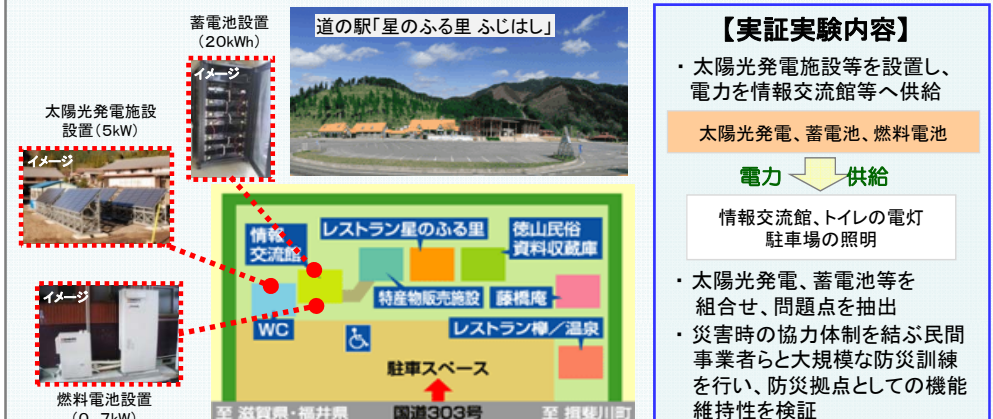 蓄電池設置
(20kWh)
イメージ
道の駅「星のふる里 ふじはし」
太陽光発電施設
設置(5kW)
イメージ
イメージ
燃料電池設置
(0.7kW)
情報
交流館
レストラン星のふる里
徳山民俗
資料収蔵庫
特産物販売施設
藤橋庵
WC
レストラン欅/温泉
駐車スペース
至 滋賀県・福井県
国道303号
至 揖斐川町
【実証実験内容】
・太陽光発電施設等を設置し、
電力を情報交流館等へ供給
太陽光発電、蓄電池、燃料電池
電力 供給
情報交流館、トイレの電灯
駐車場の照明
・太陽光発電、蓄電池等を
組合せ、問題点を抽出
・災害時の協力体制を結ぶ民間
事業者らと大規模な防災訓練
を行い、防災拠点としての機能
維持性を検証